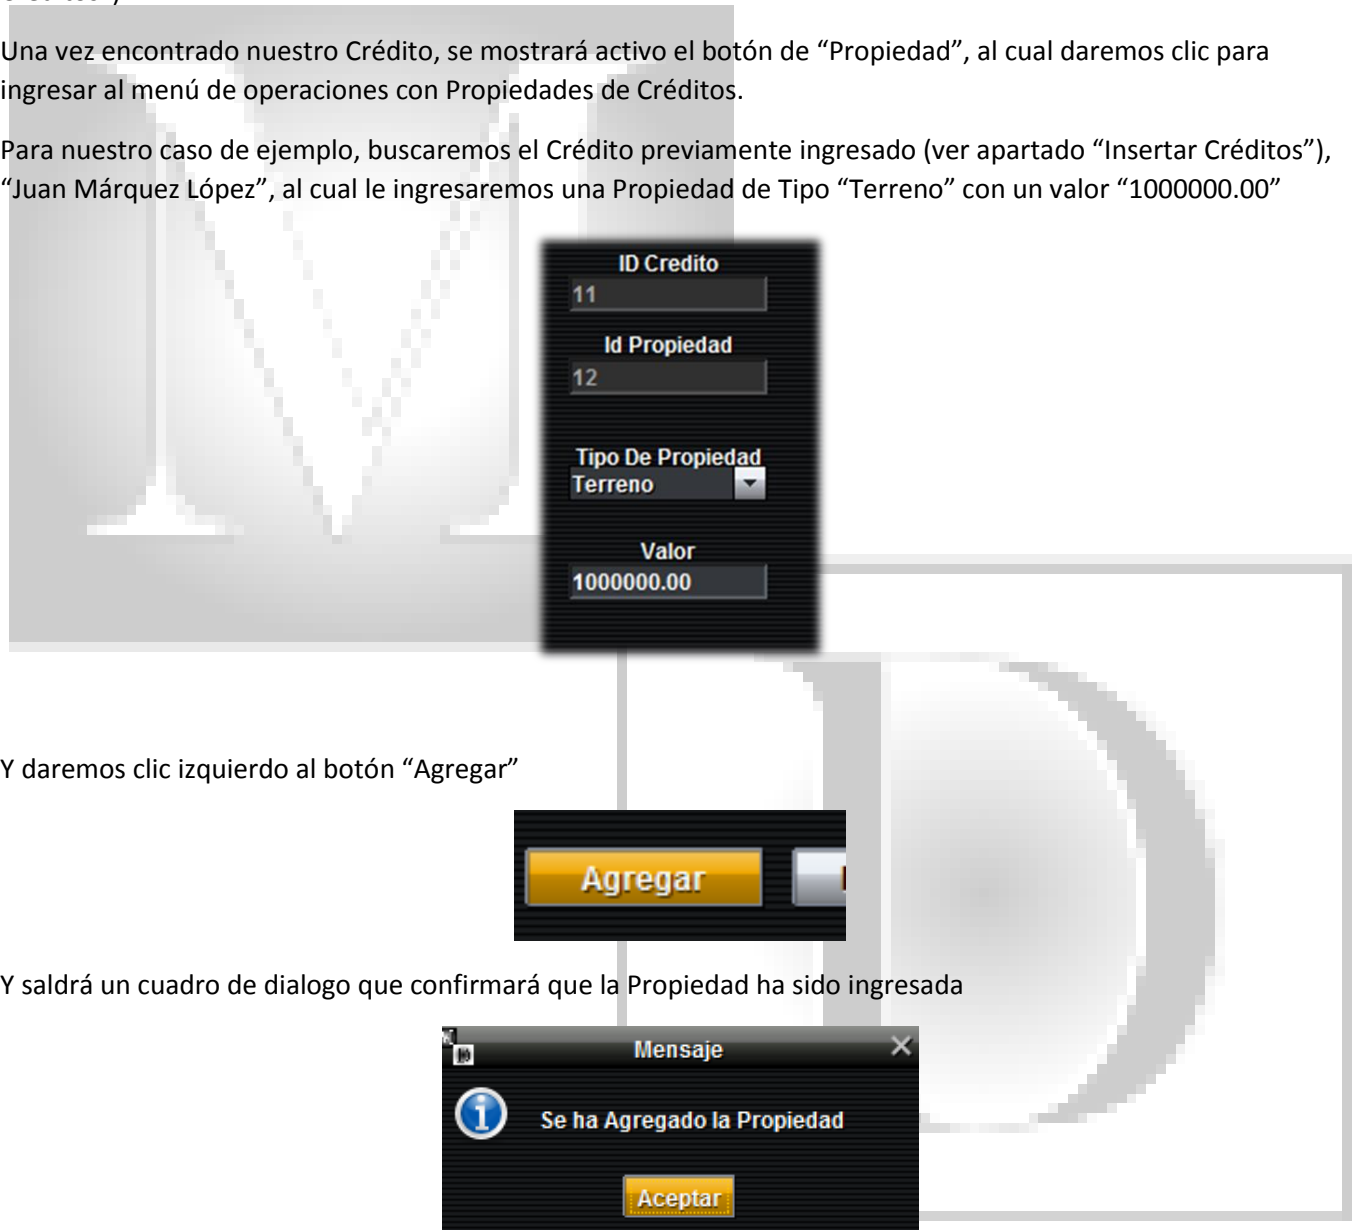 Una vez encontrado nuestro Crédito, se mostrará activo el botón de “Propiedad”, al cual daremos clic para
ingresar al menú de operaciones con Propiedades de Créditos.
Para nuestro caso de ejemplo, buscaremos el Crédito previamente ingresado (ver apartado “Insertar Créditos”),
“Juan Márquez López”, al cual le ingresaremos una Propiedad de Tipo “Terreno” con un valor “1000000.00”
ID Credito
11
Id Propiedad
12
Tipo De Propiedad
Terreno
Valor
1000000.00
Y daremos clic izquierdo al botón “Agregar”
Agregar
Y saldrá un cuadro de dialogo que confirmará que la Propiedad ha sido ingresada
Mensaje
Se ha Agregado la Propiedad
Aceptar